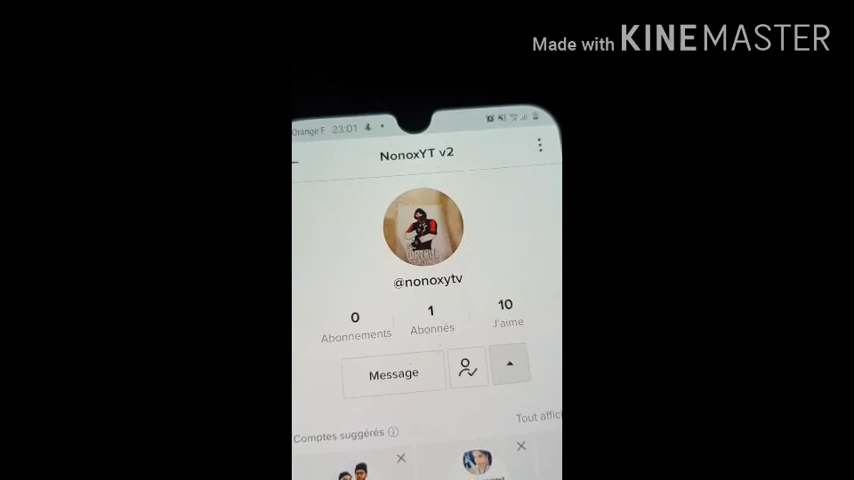 Made with KINEMASTER
Orange F 23:01
NonoxYT v2
FORTNITE
@nonoxytv
0 1 10
Abonnements Abonnés J'aime
Message
Tout affic
Comptes suggérés